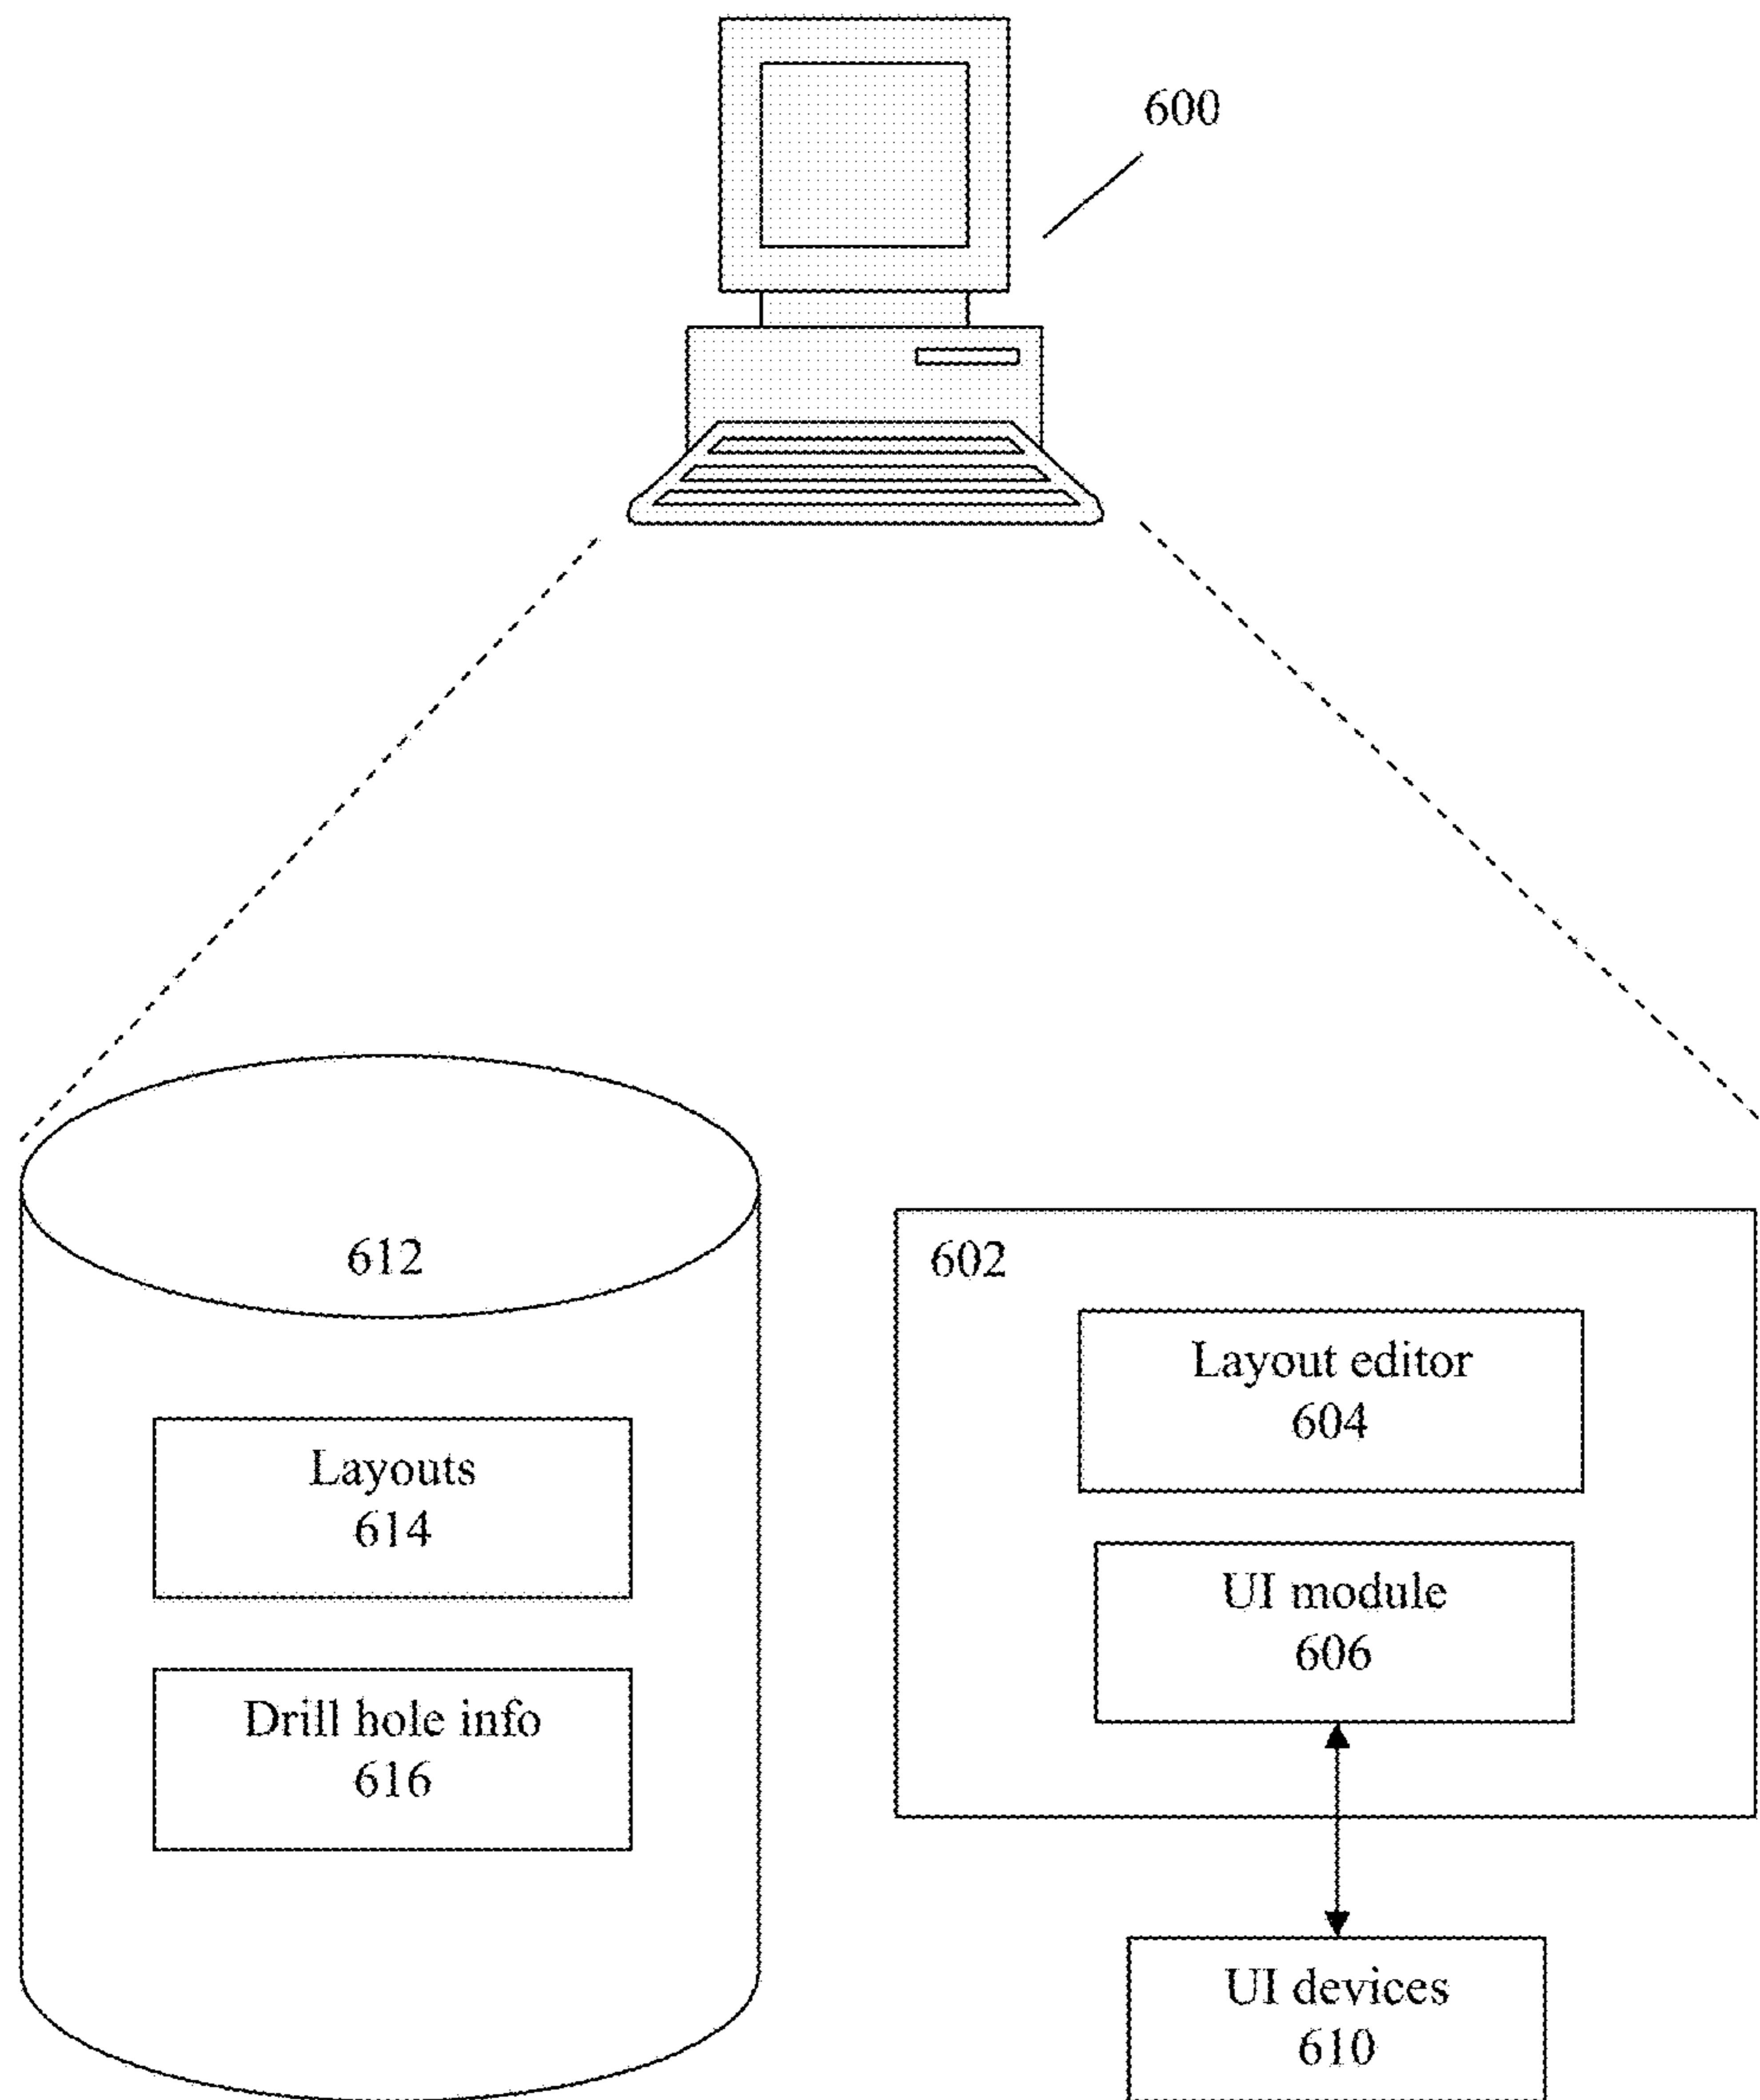 600
612
602
Layout editor
604
Layouts
614
UI module
606
Drill hole info
616
UI devices
610